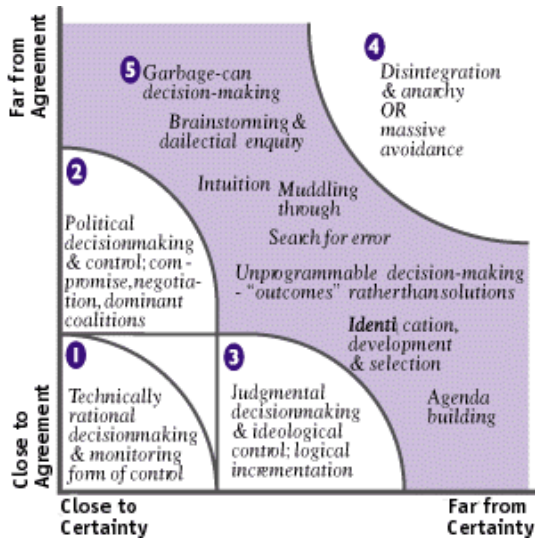 Far from
Agreement
5 Garbage-can
decision-making
Brainstorming &
dailectial enquiry
4
Disintegration
& anarchy
OR
massive
avoidance
2
Intuition
Muddling
through
Search for error
Political
decisionmaking
& control; com-
promise, negotia-
tion, dominant
coalitions
Unprogrammable decision-making
- "outcomes" ratherthan solutions
Identi cation,
development
& selection
Agenda
building
1
Technically
rational
decisionmaking
& monitoring
form of control
3
Judgmental
decisionmaking
& ideological
control; logical
incrementation
Close to
Agreement
Close to
Certainty
Far from
Certainty